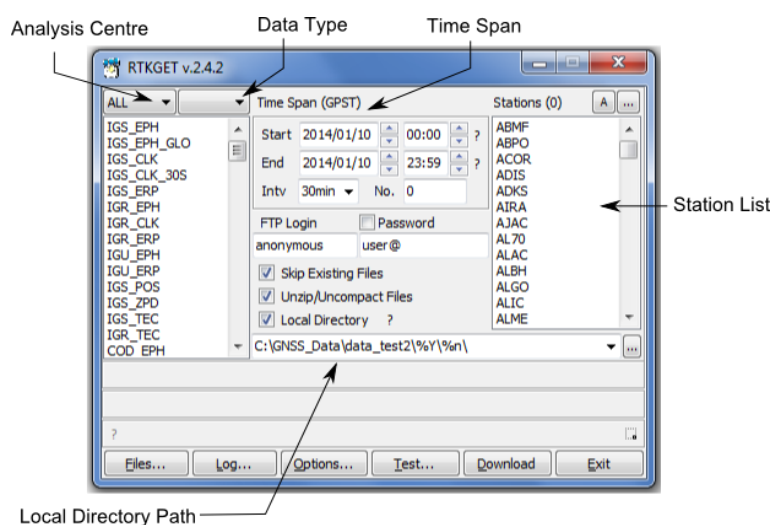 Analysis Centre
Data Type
Time Span
RTKGET v.2.4.2
ALL
Time Span (GPST)
Stations (0)
A
...
IGS_EPH
IGS_EPH_GLO
IGS_CLK
IGS_CLK_30S
IGS_ERP
IGR_EPH
IGR_CLK
IGR_ERP
IGU_EPH
IGU_ERP
IGS_POS
IGS_ZPD
IGS_TEC
IGR_TEC
COD_EPH
Start 2014/01/10 00:00 ?
End 2014/01/10 23:59 ?
Intv 30min No. 0
FTP Login Password
anonymous user@
Skip Existing Files
Unzip/Uncompact Files
Local Directory ?
ABMF
ABPO
ACOR
ADIS
ADKS
AIRA
AJAC
AL70
ALAC
ALBH
ALGO
ALIC
ALME
Station List
C:\GNSS_Data\data_test2\%Y\%n\
...
?
Files... Log... Options... Test... Download Exit
Local Directory Path